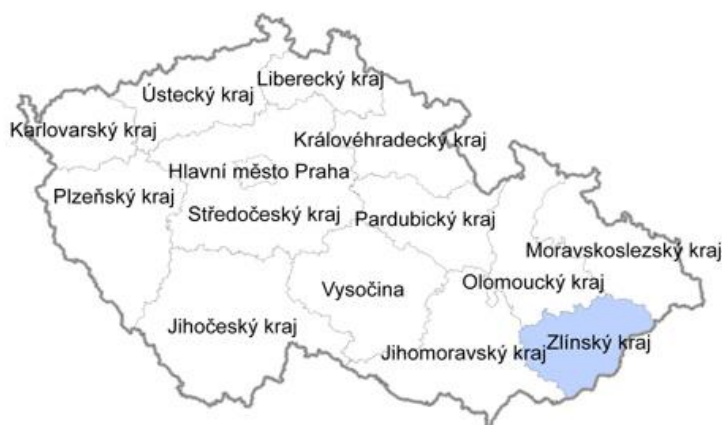 Liberecký kraj
Ústecký kraj
Karlovarský kraj
Královéhradecký kraj
Hlavní město Praha
Plzeňský kraj
Středočeský kraj
Pardubický kraj
Moravskoslezský kraj
Olomoucký kraj
Vysočina
Jihočeský kraj
Zlínský kraj
Jihomoravský kraj